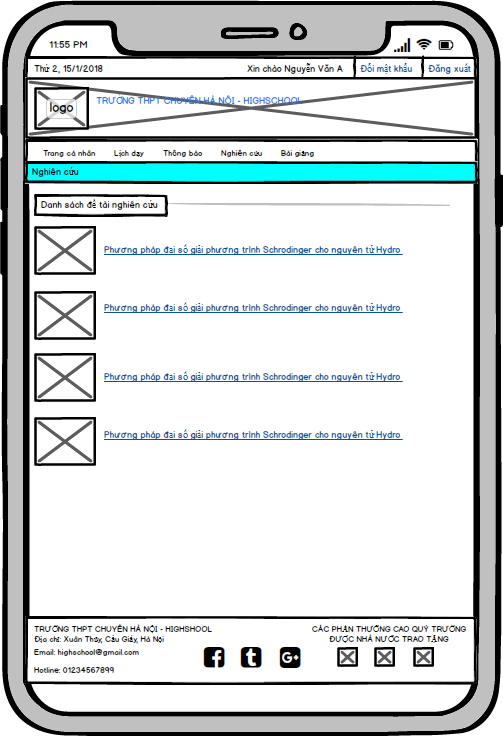 11:55 PM
Thứ 2, 15/1/2018 Xin chào Nguyễn Văn A Đổi mật khẩu Đăng xuất
logo
TRƯỜNG THPT CHUYÊN HÀ NỘI - HIGHSCHOOL
Trang cá nhân Lịch dạy Thông báo Nghiên cứu Bài giảng
Nghiên cứu
Danh sách đề tài nghiên cứu
Phương pháp đại số giải phương trình Schrodinger cho nguyên tử Hydro
Phương pháp đại số giải phương trình Schrodinger cho nguyên tử Hydro
Phương pháp đại số giải phương trình Schrodinger cho nguyên tử Hydro
Phương pháp đại số giải phương trình Schrodinger cho nguyên tử Hydro
TRƯỜNG THPT CHUYÊN HÀ NỘI - HIGHSHOOL
Địa chỉ: Xuân Thủy, Cầu Giấy, Hà Nội
Email: highschool@gmail.com
Hotline: 01234567899
CÁC PHẦN THƯỞNG CAO QUÝ TRƯỜNG
ĐƯỢC NHÀ NƯỚC TRAO TẶNG